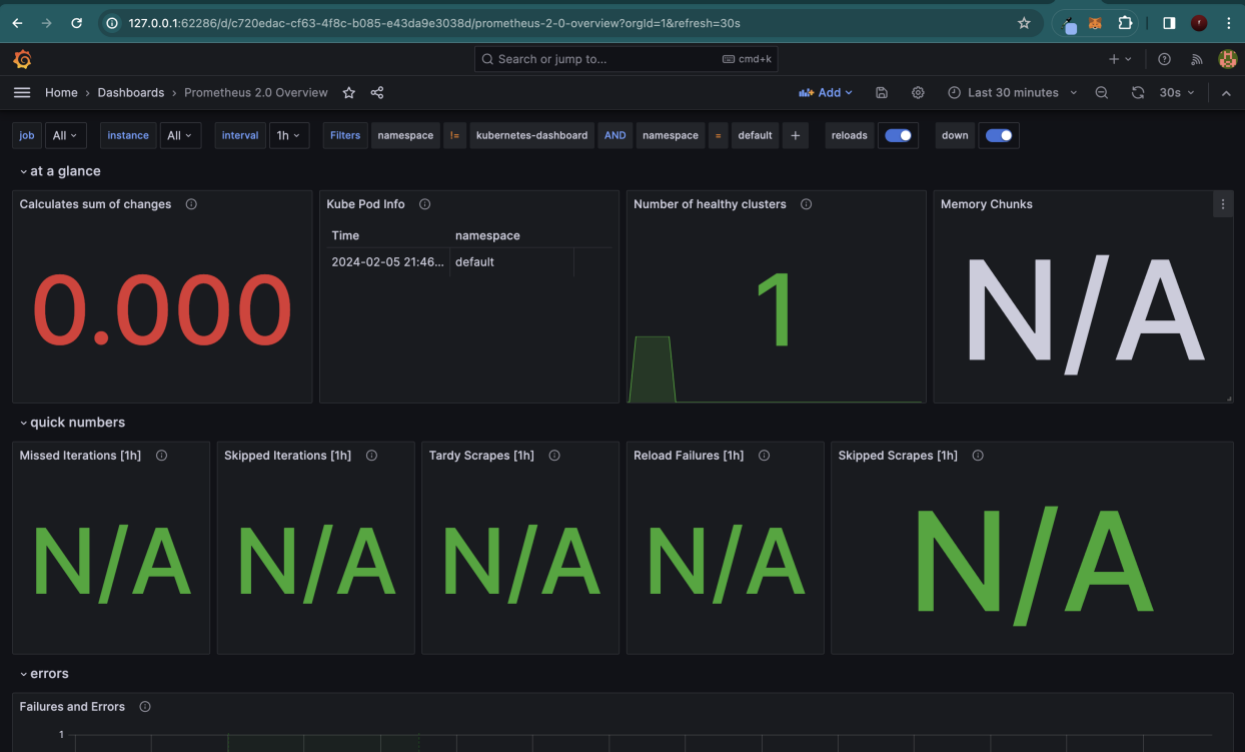 127.0.0.1:62286/d/c720edac-cf63-4f8c-b085-e43da9e3038d/prometheus-2-0-overview?orgId=1&refresh=30s
Search or jump to... cmd+k
Home › Dashboards › Prometheus 2.0 Overview Add Last 30 minutes 30s
job All instance All interval 1h Filters namespace != kubernetes-dashboard AND namespace = default + reloads down
at a glance
Calculates sum of changes Kube Pod Info Number of healthy clusters Memory Chunks
Time namespace
2024-02-05 21:46... default
0.000 1 N/A
quick numbers
Missed Iterations [1h] Skipped Iterations [1h] Tardy Scrapes [1h] Reload Failures [1h] Skipped Scrapes [1h]
N/A N/A N/A N/A N/A
errors
Failures and Errors
1